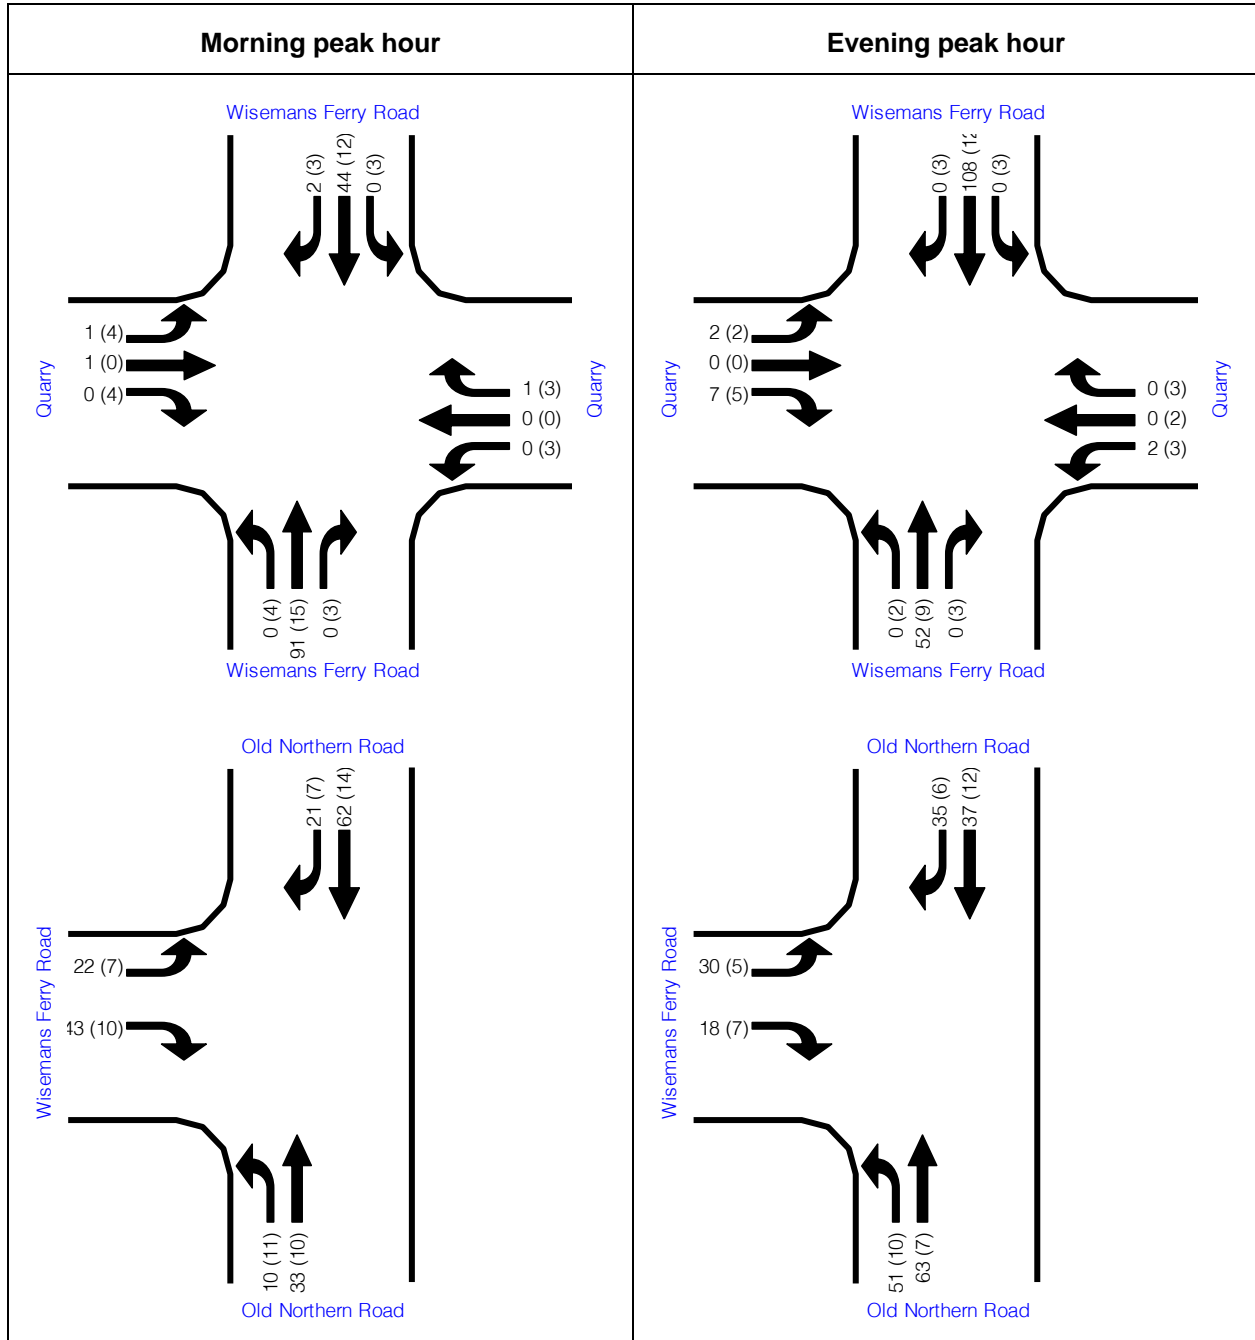 Morning peak hour
Evening peak hour
Wisemans Ferry Road
2 (3)
44 (12)
0 (3)
1 (4)
1 (0)
0 (4)
Quarry
1 (3)
0 (0)
0 (3)
Quarry
0 (4)
91 (15)
0 (3)
Wisemans Ferry Road
Wisemans Ferry Road
0 (3)
108 (12
0 (3)
2 (2)
0 (0)
7 (5)
Quarry
0 (3)
0 (2)
2 (3)
Quarry
0 (2)
52 (9)
0 (3)
Wisemans Ferry Road
Old Northern Road
21 (7)
62 (14)
22 (7)
43 (10)
Wisemans Ferry Road
10 (11)
33 (10)
Old Northern Road
Old Northern Road
35 (6)
37 (12)
30 (5)
18 (7)
Wisemans Ferry Road
51 (10)
63 (7)
Old Northern Road